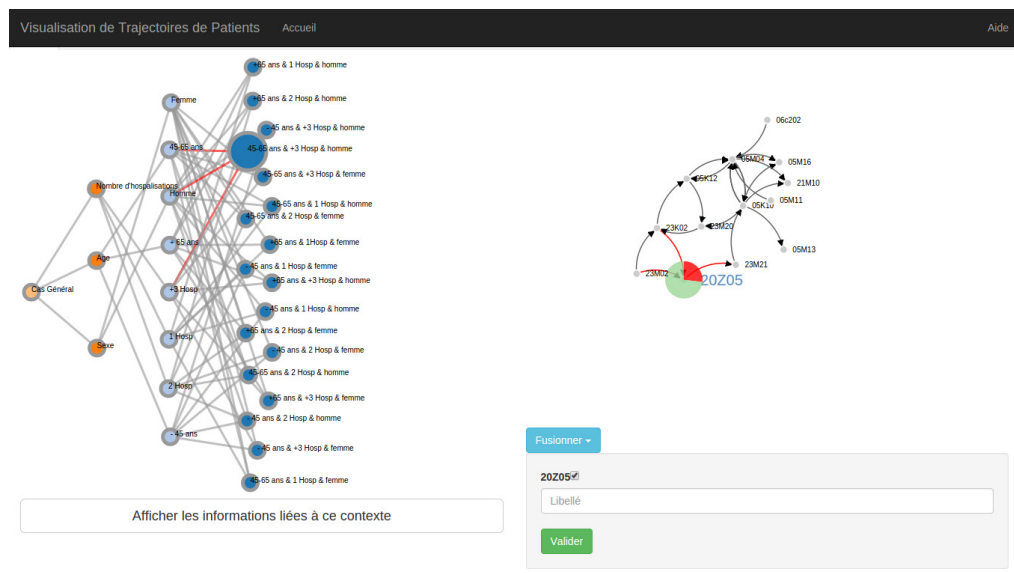 Visualisation de Trajectoires de Patients Accueil Aide
+65 ans & 1 Hosp & homme
Femme
+65 ans & 2 Hosp & homme
- 45 ans & +3 Hosp & homme
45-65 ans
45-65 ans & +3 Hosp & homme
45-65 ans & +3 Hosp & femme
Nombre d'hospalisations
Homme
45-65 ans & 1 Hosp & homme
45-65 ans & 2 Hosp & femme
+ 65 ans
+65 ans & 1Hosp & femme
Age
- 45 ans & 1 Hosp & femme
+65 ans & +3 Hosp & homme
Cas Général
+3 Hosp
- 45 ans & 1 Hosp & homme
+65 ans & 2 Hosp & femme
1 Hosp
Sexe
- 45 ans & 2 Hosp & femme
45-65 ans & 2 Hosp & homme
2 Hosp
+65 ans & +3 Hosp & femme
- 45 ans & 2 Hosp & homme
- 45 ans
- 45 ans & +3 Hosp & femme
45-65 ans & 1 Hosp & femme
Afficher les informations liées à ce contexte
06c202
05M04
05M16
05K12
21M10
05M11
05K10
23K02
23M20
05M13
23M21
23M02
20Z05
Fusionner
20Z05
Libellé
Valider